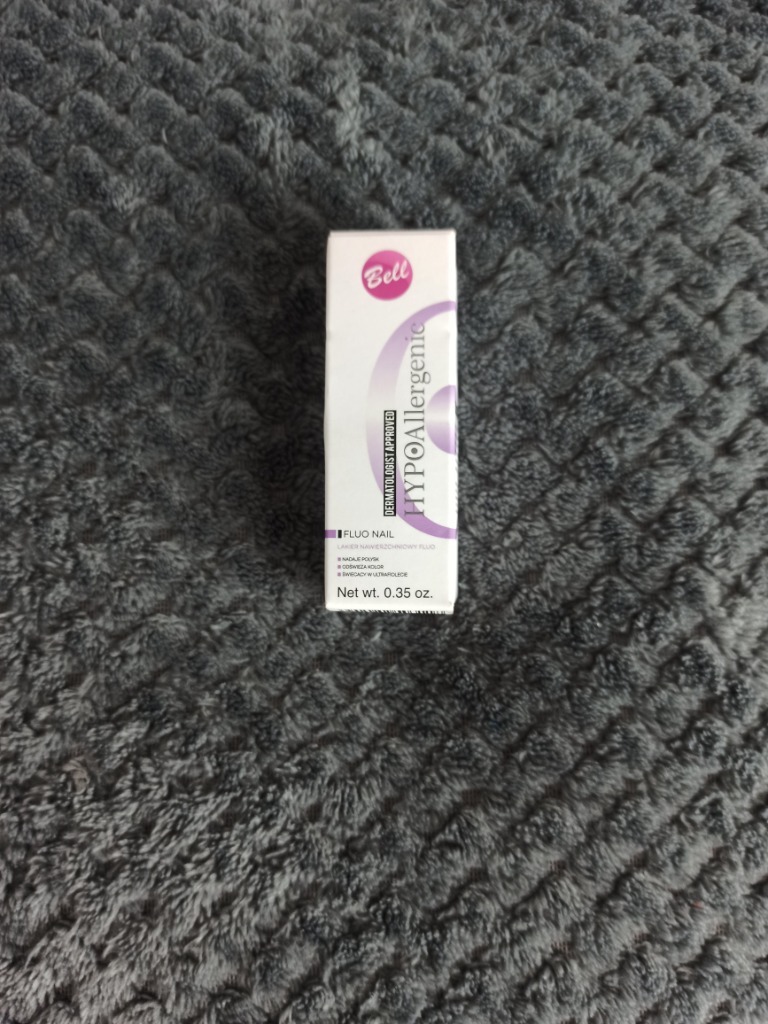 Bell
HYPOAllergenic
DERMATOLOGIST APPROVED
FLUO NAIL
LAKIER NAWIERZCHNIOWY FLUO
NADAJE POŁYSK
ODŚWIEŻA KOLOR
ŚWIECĄCY W ULTRAFIOLECIE
Net wt. 0.35 oz.